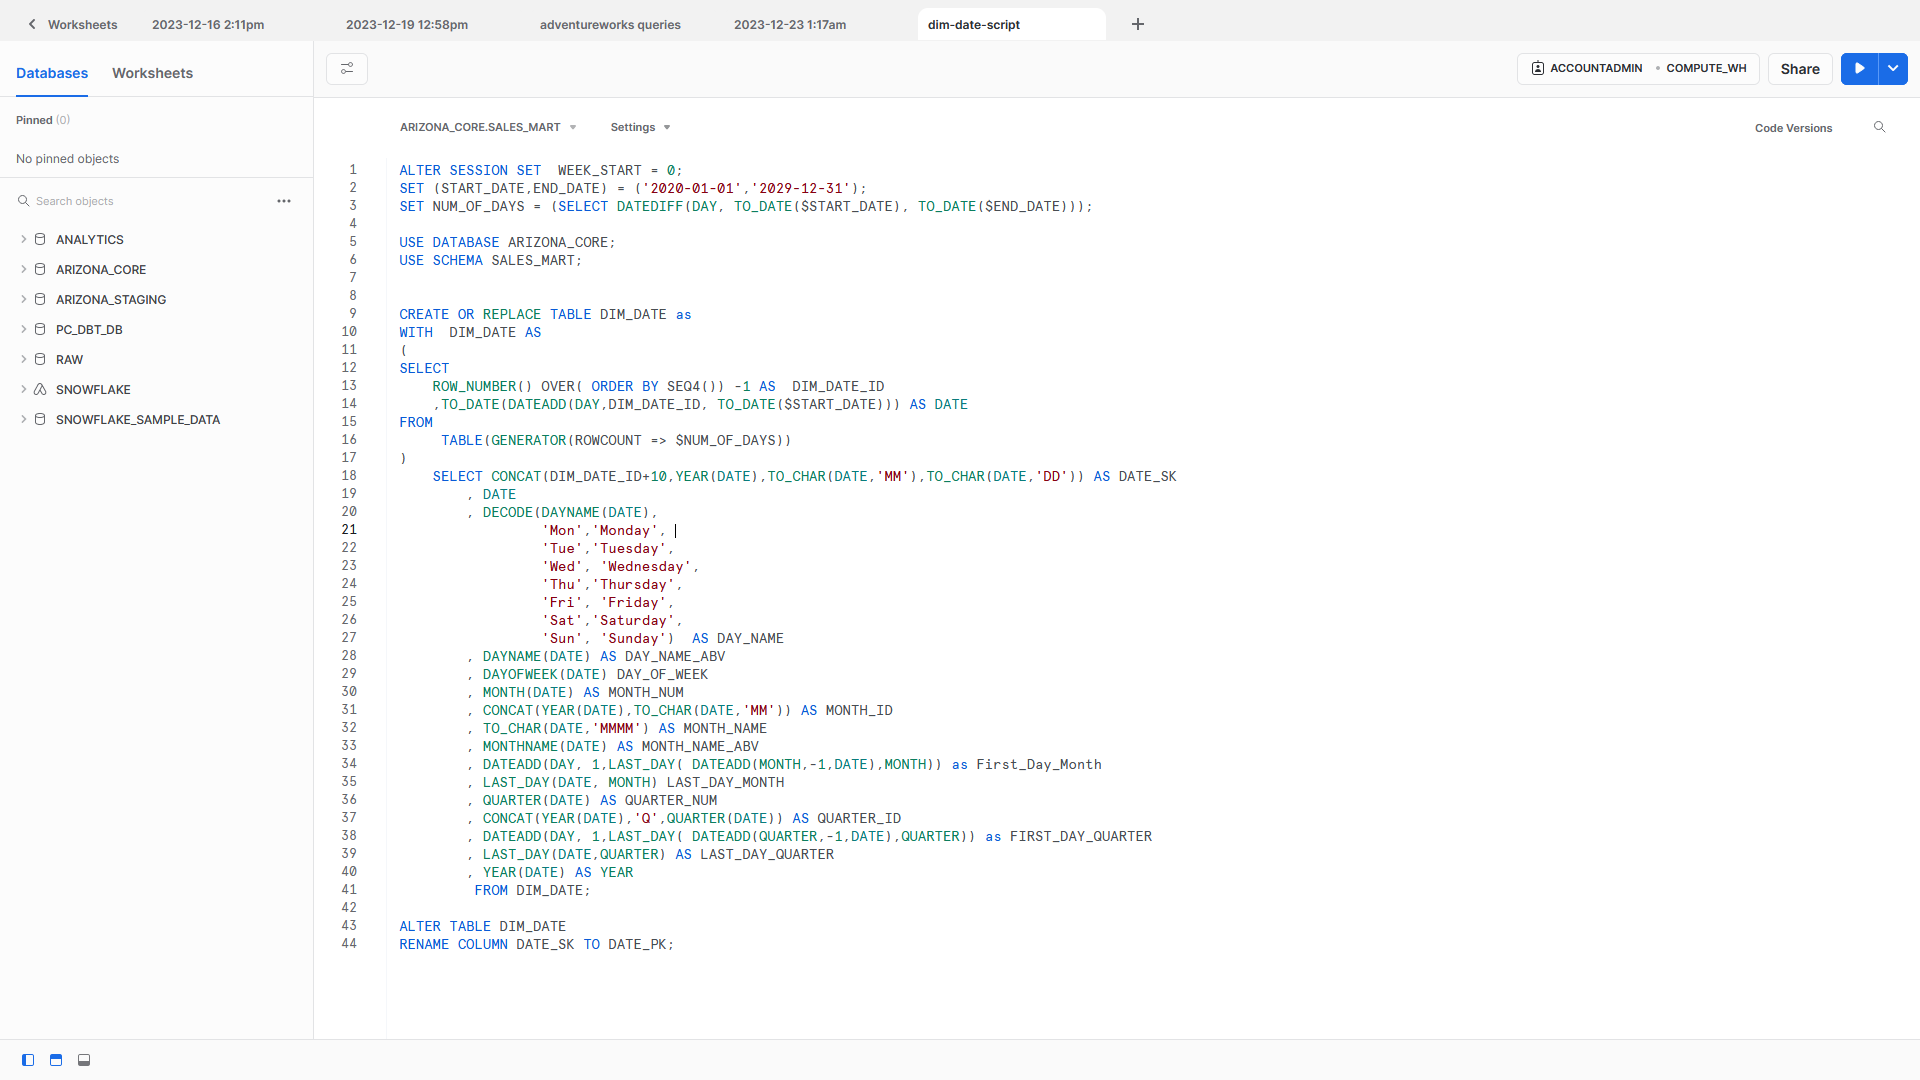 Worksheets 2023-12-16 2:11pm 2023-12-19 12:58pm adventureworks queries 2023-12-23 1:17am dim-date-script
Databases Worksheets
Pinned (0)
No pinned objects
Search objects
ANALYTICS
ARIZONA_CORE
ARIZONA_STAGING
PC_DBT_DB
RAW
SNOWFLAKE
SNOWFLAKE_SAMPLE_DATA
ACCOUNTADMIN COMPUTE_WH Share
ARIZONA_CORE.SALES_MART Settings Code Versions
1 ALTER SESSION SET  WEEK_START = 0;
2 SET (START_DATE,END_DATE) = ('2020-01-01','2029-12-31');
3 SET NUM_OF_DAYS = (SELECT DATEDIFF(DAY, TO_DATE($START_DATE), TO_DATE($END_DATE)));
4
5 USE DATABASE ARIZONA_CORE;
6 USE SCHEMA SALES_MART;
7
8
9 CREATE OR REPLACE TABLE DIM_DATE as
10 WITH  DIM_DATE AS
11 (
12 SELECT
13     ROW_NUMBER() OVER( ORDER BY SEQ4()) -1 AS  DIM_DATE_ID
14     ,TO_DATE(DATEADD(DAY,DIM_DATE_ID, TO_DATE($START_DATE))) AS DATE
15 FROM
16      TABLE(GENERATOR(ROWCOUNT => $NUM_OF_DAYS))
17 )
18     SELECT CONCAT(DIM_DATE_ID+10,YEAR(DATE),TO_CHAR(DATE,'MM'),TO_CHAR(DATE,'DD')) AS DATE_SK
19         , DATE
20         , DECODE(DAYNAME(DATE),
21                  'Mon','Monday',
22                  'Tue','Tuesday',
23                  'Wed', 'Wednesday',
24                  'Thu','Thursday',
25                  'Fri', 'Friday',
26                  'Sat','Saturday',
27                  'Sun', 'Sunday')  AS DAY_NAME
28         , DAYNAME(DATE) AS DAY_NAME_ABV
29         , DAYOFWEEK(DATE) DAY_OF_WEEK
30         , MONTH(DATE) AS MONTH_NUM
31         , CONCAT(YEAR(DATE),TO_CHAR(DATE,'MM')) AS MONTH_ID
32         , TO_CHAR(DATE,'MMMM') AS MONTH_NAME
33         , MONTHNAME(DATE) AS MONTH_NAME_ABV
34         , DATEADD(DAY, 1,LAST_DAY( DATEADD(MONTH,-1,DATE),MONTH)) as First_Day_Month
35         , LAST_DAY(DATE, MONTH) LAST_DAY_MONTH
36         , QUARTER(DATE) AS QUARTER_NUM
37         , CONCAT(YEAR(DATE),'Q',QUARTER(DATE)) AS QUARTER_ID
38         , DATEADD(DAY, 1,LAST_DAY( DATEADD(QUARTER,-1,DATE),QUARTER)) as FIRST_DAY_QUARTER
39         , LAST_DAY(DATE,QUARTER) AS LAST_DAY_QUARTER
40         , YEAR(DATE) AS YEAR
41          FROM DIM_DATE;
42
43 ALTER TABLE DIM_DATE
44 RENAME COLUMN DATE_SK TO DATE_PK;